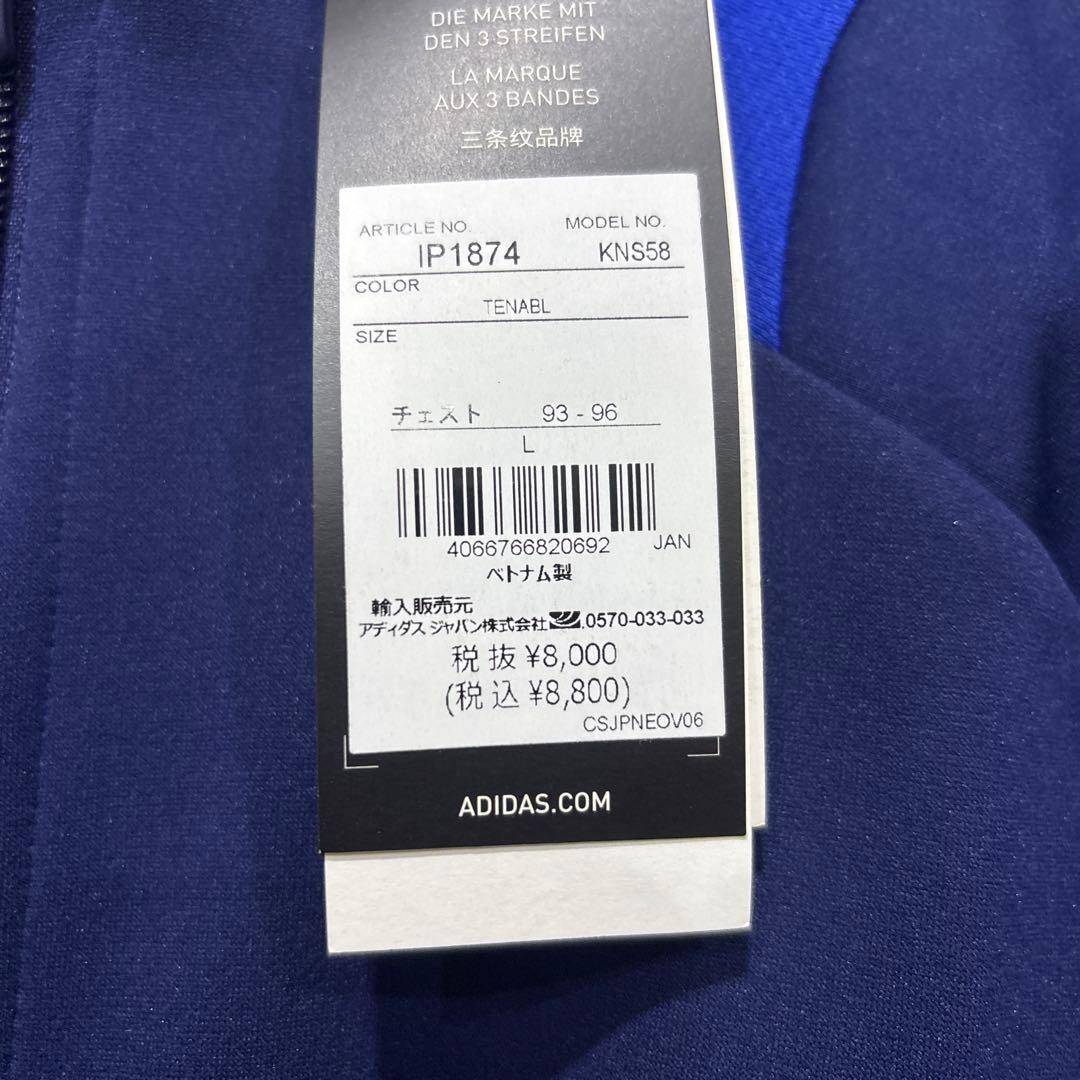 DIE MARKE MIT
DEN 3 STREIFEN
LA MARQUE
AUX 3 BANDES
三条纹品牌
ARTICLE NO. MODEL NO.
IP1874 KNS58
COLOR
TENABL
SIZE
チェスト 93 - 96
L
4066766820692 JAN
ベトナム製
輸入販売元
アディダス ジャパン株式会社 0570-033-033
税抜 ¥8,000
(税込 ¥8,800)
CSJPNEOV06
ADIDAS.COM